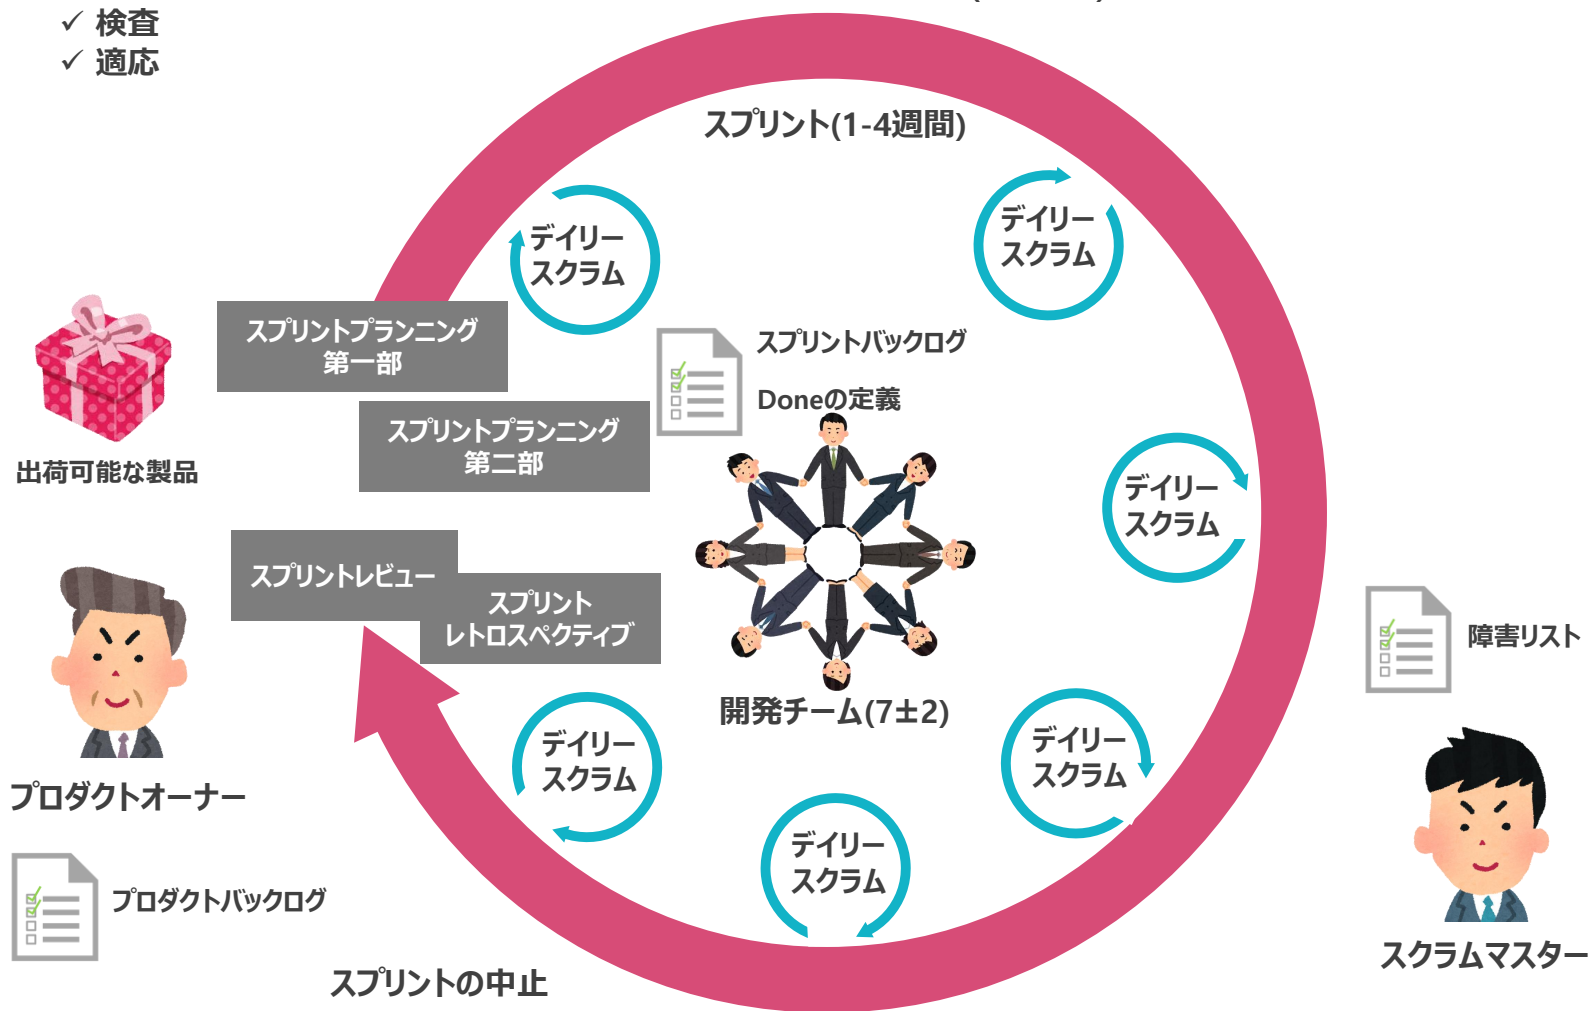 ✓ 検査
✓ 適応
スプリント(1-4週間)
デイリー
スクラム
デイリー
スクラム
スプリントプランニング
第一部
スプリントバックログ
Doneの定義
スプリントプランニング
第二部
出荷可能な製品
デイリー
スクラム
スプリントレビュー
スプリント
レトロスペクティブ
障害リスト
開発チーム(7±2)
デイリー
スクラム
デイリー
スクラム
プロダクトオーナー
デイリー
スクラム
プロダクトバックログ
スクラムマスター
スプリントの中止